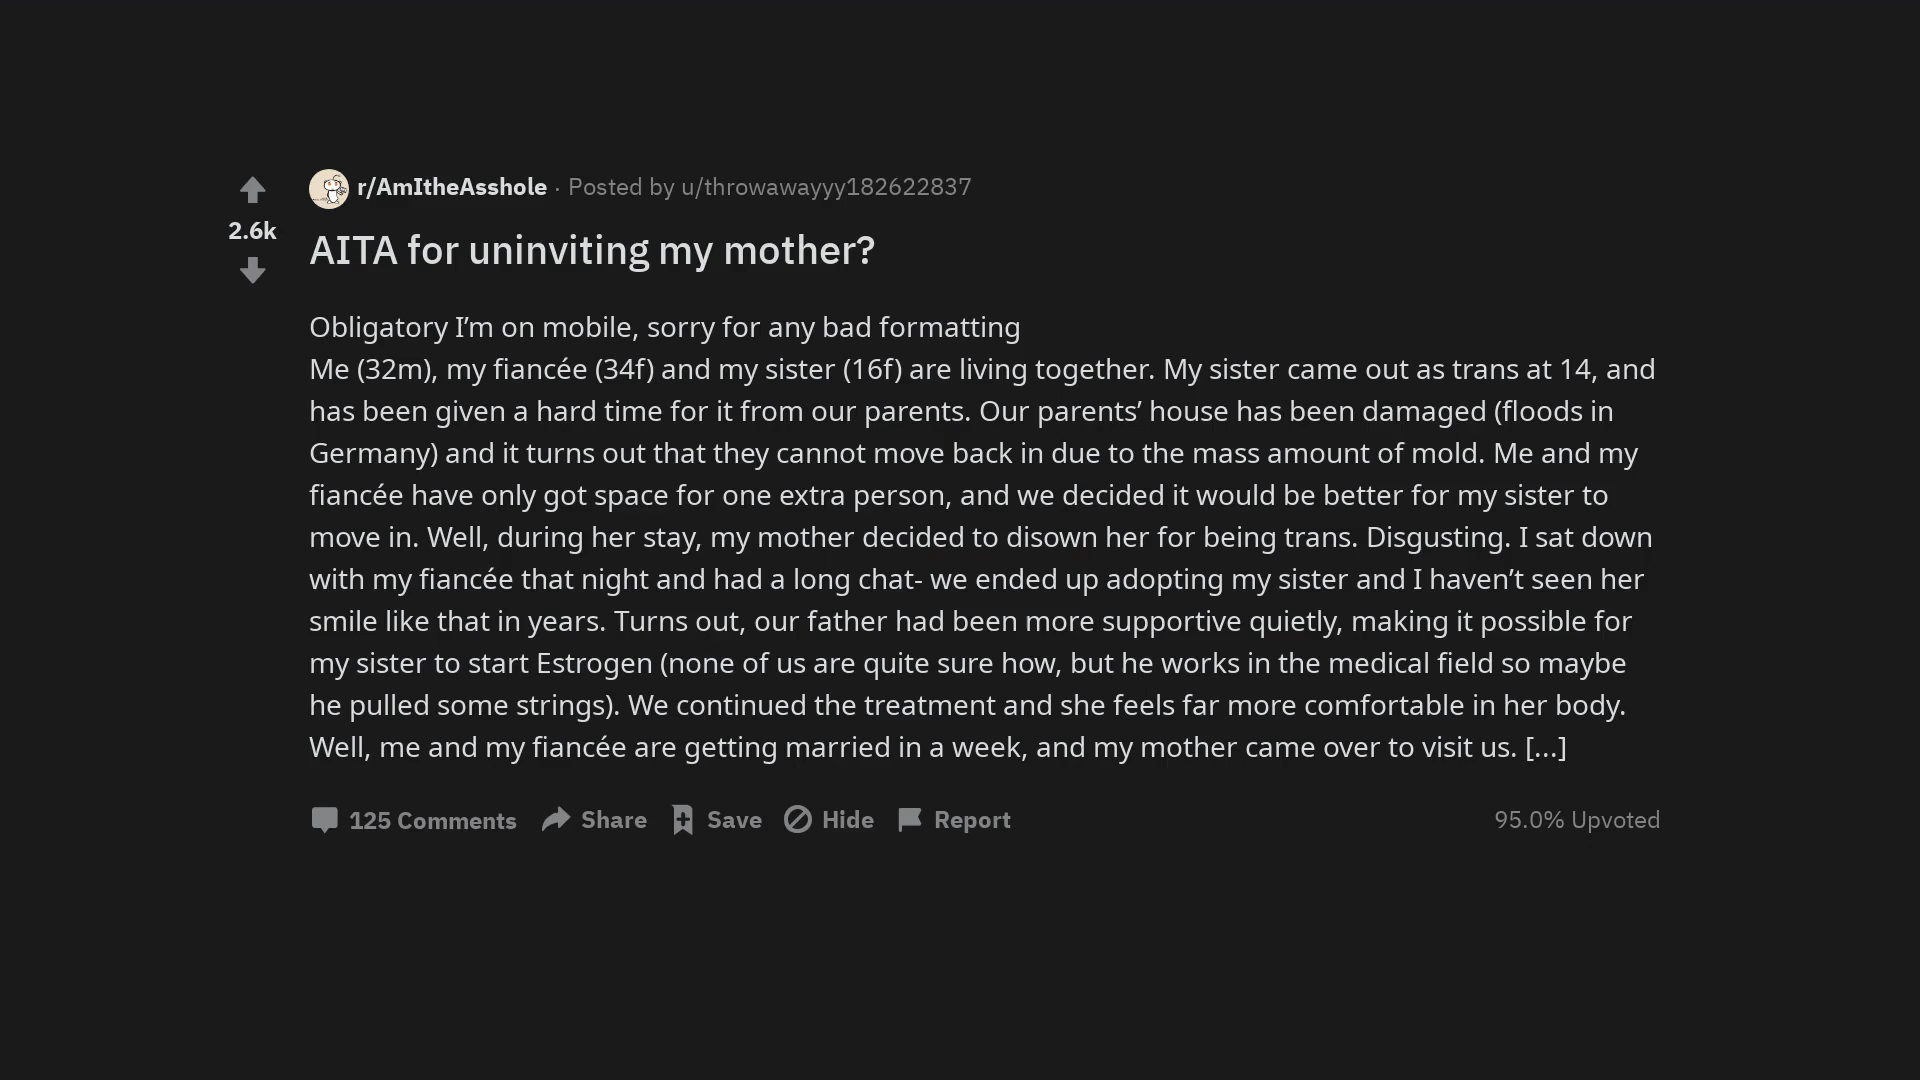 r/AmItheAsshole · Posted by u/throwawayyy182622837
2.6k
AITA for uninviting my mother?
Obligatory I’m on mobile, sorry for any bad formatting
Me (32m), my fiancée (34f) and my sister (16f) are living together. My sister came out as trans at 14, and
has been given a hard time for it from our parents. Our parents’ house has been damaged (floods in
Germany) and it turns out that they cannot move back in due to the mass amount of mold. Me and my
fiancée have only got space for one extra person, and we decided it would be better for my sister to
move in. Well, during her stay, my mother decided to disown her for being trans. Disgusting. I sat down
with my fiancée that night and had a long chat- we ended up adopting my sister and I haven’t seen her
smile like that in years. Turns out, our father had been more supportive quietly, making it possible for
my sister to start Estrogen (none of us are quite sure how, but he works in the medical field so maybe
he pulled some strings). We continued the treatment and she feels far more comfortable in her body.
Well, me and my fiancée are getting married in a week, and my mother came over to visit us. [...]
125 Comments Share Save Hide Report 95.0% Upvoted